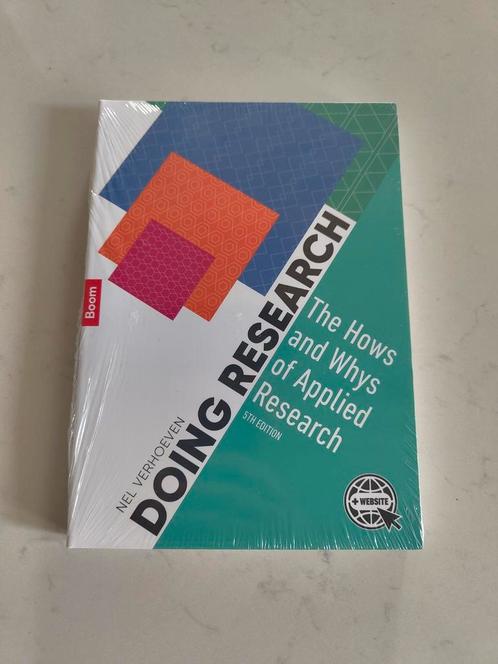 NEL VERHOEVEN
DOING RESEARCH
The Hows
and Whys
of Applied
Research
5TH EDITION
Boom
+ WEBSITE